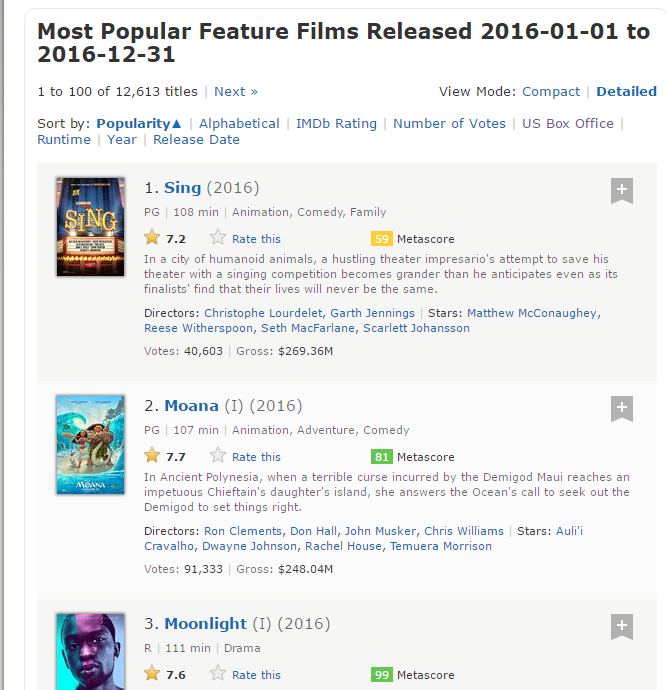 Most Popular Feature Films Released 2016-01-01 to
2016-12-31
1 to 100 of 12,613 titles | Next »
View Mode: Compact | Detailed
Sort by: Popularity▲ | Alphabetical | IMDb Rating | Number of Votes | US Box Office |
Runtime | Year | Release Date
SING
1. Sing (2016)
PG | 108 min | Animation, Comedy, Family
7.2 Rate this 59 Metascore
In a city of humanoid animals, a hustling theater impresario's attempt to save his
theater with a singing competition becomes grander than he anticipates even as its
finalists' find that their lives will never be the same.
Directors: Christophe Lourdelet, Garth Jennings | Stars: Matthew McConaughey,
Reese Witherspoon, Seth MacFarlane, Scarlett Johansson
Votes: 40,603 | Gross: $269.36M
MOANA
2. Moana (I) (2016)
PG | 107 min | Animation, Adventure, Comedy
7.7 Rate this 81 Metascore
In Ancient Polynesia, when a terrible curse incurred by the Demigod Maui reaches an
impetuous Chieftain's daughter's island, she answers the Ocean's call to seek out the
Demigod to set things right.
Directors: Ron Clements, Don Hall, John Musker, Chris Williams | Stars: Auli'i
Cravalho, Dwayne Johnson, Rachel House, Temuera Morrison
Votes: 91,333 | Gross: $248.04M
3. Moonlight (I) (2016)
R | 111 min | Drama
7.6 Rate this 99 Metascore